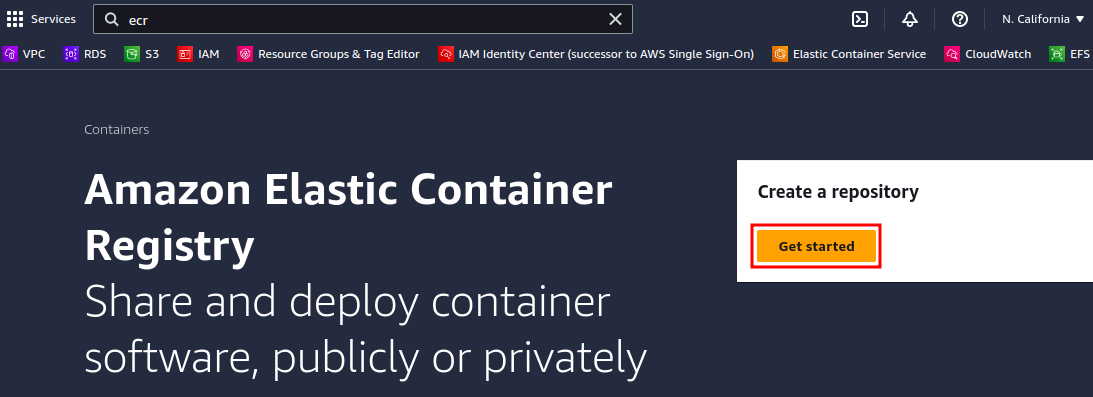 Services ecr N. California
VPC RDS S3 IAM Resource Groups & Tag Editor IAM Identity Center (successor to AWS Single Sign-On) Elastic Container Service CloudWatch EFS
Containers
Amazon Elastic Container
Registry
Share and deploy container
software, publicly or privately
Create a repository
Get started